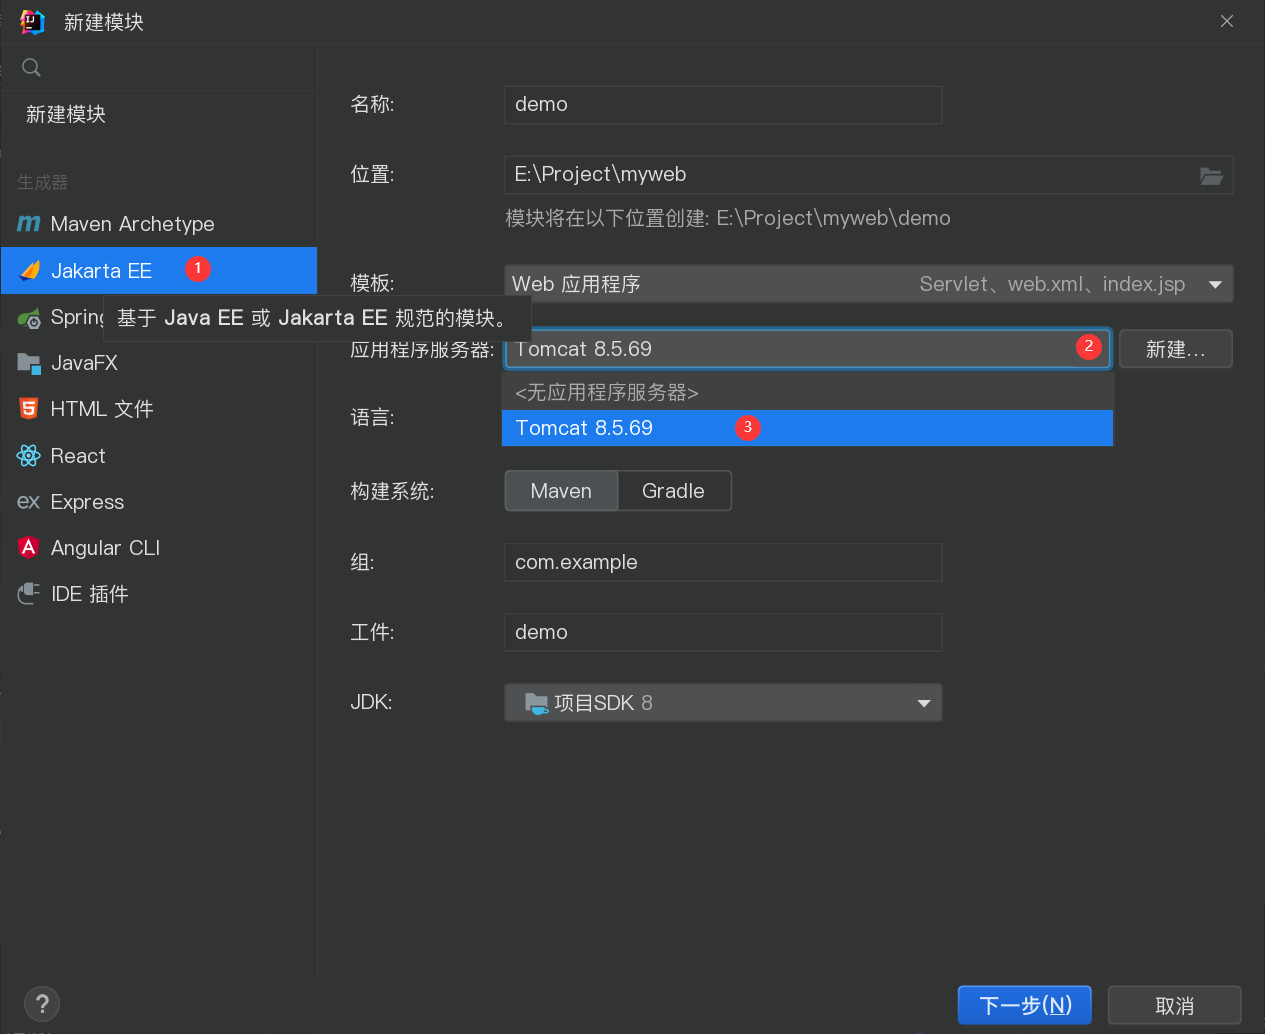 新建模块
新建模块
生成器
Maven Archetype
Jakarta EE 1
Spring
JavaFX
HTML 文件
React
Express
Angular CLI
IDE 插件
基于 Java EE 或 Jakarta EE 规范的模块。
名称: demo
位置: E:\Project\myweb
模块将在以下位置创建: E:\Project\myweb\demo
模板: Web 应用程序 Servlet、web.xml、index.jsp
应用程序服务器: Tomcat 8.5.69 2 新建...
<无应用程序服务器>
Tomcat 8.5.69 3
语言:
构建系统: Maven Gradle
组: com.example
工件: demo
JDK: 项目SDK 8
? 下一步(N) 取消